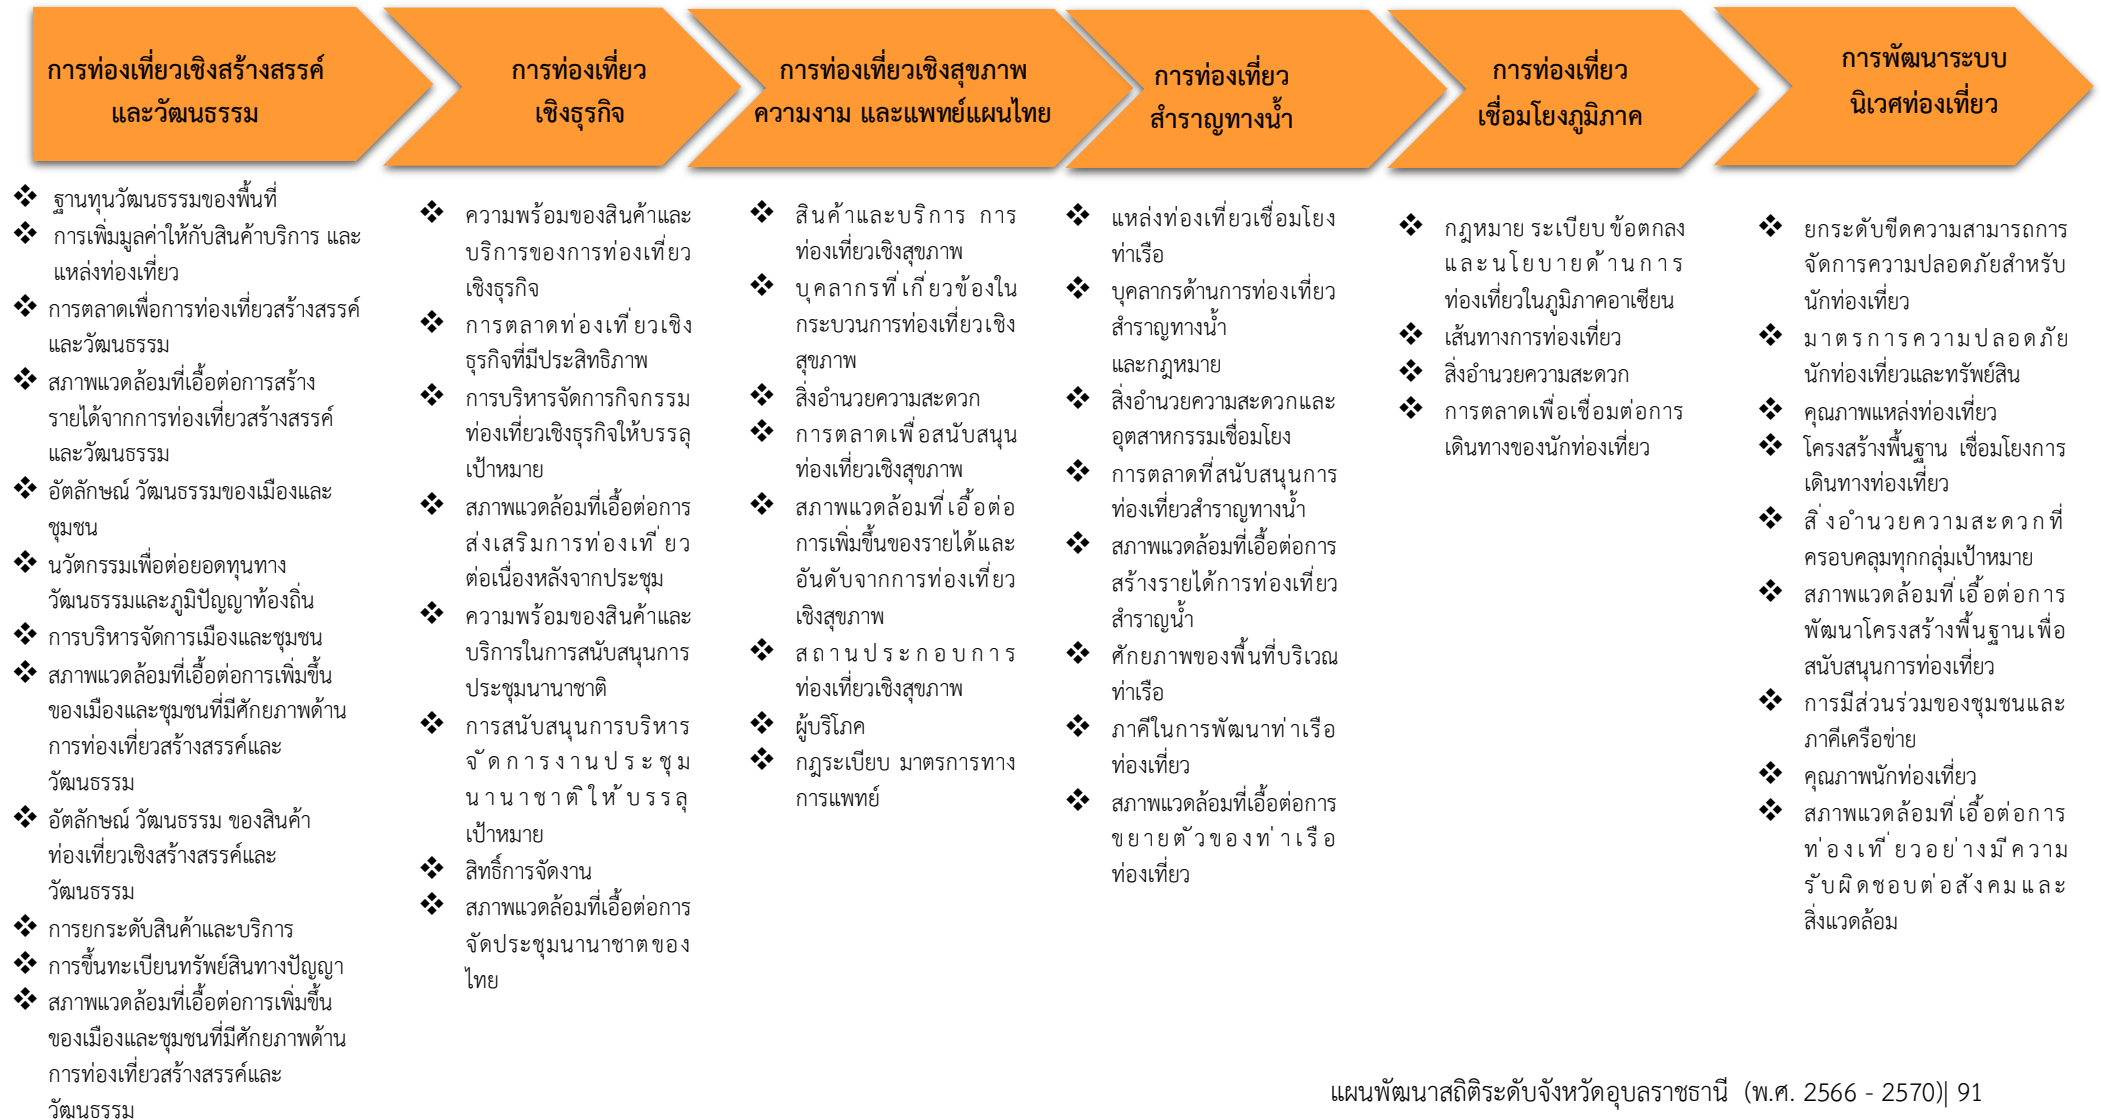 การท่องเที่ยวเชิงสร้างสรรค์
และวัฒนธรรม
การท่องเที่ยว
เชิงธุรกิจ
การท่องเที่ยวเชิงสุขภาพ
ความงาม และแพทย์แผนไทย
การท่องเที่ยว
สำราญทางน้ำ
การท่องเที่ยว
เชื่อมโยงภูมิภาค
การพัฒนาระบบ
นิเวศท่องเที่ยว
❖ ฐานทุนวัฒนธรรมของพื้นที่
❖ การเพิ่มมูลค่าให้กับสินค้าบริการ และ
แหล่งท่องเที่ยว
❖ การตลาดเพื่อการท่องเที่ยวสร้างสรรค์
และวัฒนธรรม
❖ สภาพแวดล้อมที่เอื้อต่อการสร้าง
รายได้จากการท่องเที่ยวสร้างสรรค์
และวัฒนธรรม
❖ อัตลักษณ์ วัฒนธรรมของเมืองและ
ชุมชน
❖ นวัตกรรมเพื่อต่อยอดทุนทาง
วัฒนธรรมและภูมิปัญญาท้องถิ่น
❖ การบริหารจัดการเมืองและชุมชน
❖ สภาพแวดล้อมที่เอื้อต่อการเพิ่มขึ้น
ของเมืองและชุมชนที่มีศักยภาพด้าน
การท่องเที่ยวสร้างสรรค์และ
วัฒนธรรม
❖ อัตลักษณ์ วัฒนธรรม ของสินค้า
ท่องเที่ยวเชิงสร้างสรรค์และ
วัฒนธรรม
❖ การยกระดับสินค้าและบริการ
❖ การขึ้นทะเบียนทรัพย์สินทางปัญญา
❖ สภาพแวดล้อมที่เอื้อต่อการเพิ่มขึ้น
ของเมืองและชุมชนที่มีศักยภาพด้าน
การท่องเที่ยวสร้างสรรค์และ
วัฒนธรรม
❖ ความพร้อมของสินค้าและ
บริการของการท่องเที่ยว
เชิงธุรกิจ
❖ การตลาดท่องเที่ยวเชิง
ธุรกิจที่มีประสิทธิภาพ
❖ การบริหารจัดการกิจกรรม
ท่องเที่ยวเชิงธุรกิจให้บรรลุ
เป้าหมาย
❖ สภาพแวดล้อมที่เอื้อต่อการ
ส่งเสริมการท่องเที่ยว
ต่อเนื่องหลังจากประชุม
❖ ความพร้อมของสินค้าและ
บริการในการสนับสนุนการ
ประชุมนานาชาติ
❖ การสนับสนุนการบริหาร
จัดการงานประชุม
นานาชาติให้บรรลุ
เป้าหมาย
❖ สิทธิ์การจัดงาน
❖ สภาพแวดล้อมที่เอื้อต่อการ
จัดประชุมนานาชาตของ
ไทย
❖ สินค้าและบริการ การ
ท่องเที่ยวเชิงสุขภาพ
❖ บุคลากรที่เกี่ยวข้องใน
กระบวนการท่องเที่ยวเชิง
สุขภาพ
❖ สิ่งอำนวยความสะดวก
❖ การตลาดเพื่อสนับสนุน
ท่องเที่ยวเชิงสุขภาพ
❖ สภาพแวดล้อมที่เอื้อต่อ
การเพิ่มขึ้นของรายได้และ
อันดับจากการท่องเที่ยว
เชิงสุขภาพ
❖ สถานประกอบการ
ท่องเที่ยวเชิงสุขภาพ
❖ ผู้บริโภค
❖ กฎระเบียบ มาตรการทาง
การแพทย์
❖ แหล่งท่องเที่ยวเชื่อมโยง
ท่าเรือ
❖ บุคลากรด้านการท่องเที่ยว
สำราญทางน้ำ
และกฎหมาย
❖ สิ่งอำนวยความสะดวกและ
อุตสาหกรรมเชื่อมโยง
❖ การตลาดที่สนับสนุนการ
ท่องเที่ยวสำราญทางน้ำ
❖ สภาพแวดล้อมที่เอื้อต่อการ
สร้างรายได้การท่องเที่ยว
สำราญน้ำ
❖ ศักยภาพของพื้นที่บริเวณ
ท่าเรือ
❖ ภาคีในการพัฒนาท่าเรือ
ท่องเที่ยว
❖ สภาพแวดล้อมที่เอื้อต่อการ
ขยายตัวของท่าเรือ
ท่องเที่ยว
❖ กฎหมาย ระเบียบ ข้อตกลง
และนโยบายด้านการ
ท่องเที่ยวในภูมิภาคอาเซียน
❖ เส้นทางการท่องเที่ยว
❖ สิ่งอำนวยความสะดวก
❖ การตลาดเพื่อเชื่อมต่อการ
เดินทางของนักท่องเที่ยว
❖ ยกระดับขีดความสามารถการ
จัดการความปลอดภัยสำหรับ
นักท่องเที่ยว
❖ มาตรการความปลอดภัย
นักท่องเที่ยวและทรัพย์สิน
❖ คุณภาพแหล่งท่องเที่ยว
❖ โครงสร้างพื้นฐาน เชื่อมโยงการ
เดินทางท่องเที่ยว
❖ สิ่งอำนวยความสะดวกที่
ครอบคลุมทุกกลุ่มเป้าหมาย
❖ สภาพแวดล้อมที่เอื้อต่อการ
พัฒนาโครงสร้างพื้นฐานเพื่อ
สนับสนุนการท่องเที่ยว
❖ การมีส่วนร่วมของชุมชนและ
ภาคีเครือข่าย
❖ คุณภาพนักท่องเที่ยว
❖ สภาพแวดล้อมที่เอื้อต่อการ
ท่องเที่ยวอย่างมีความ
รับผิดชอบต่อสังคมและ
สิ่งแวดล้อม
แผนพัฒนาสถิติระดับจังหวัดอุบลราชธานี (พ.ศ. 2566 - 2570)| 91